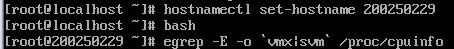 [root@localhost ~]# hostnamectl set-hostname 200250229
[root@localhost ~]# bash
[root@200250229 ~]# egrep -E -o `vmx|svm` /proc/cpuinfo